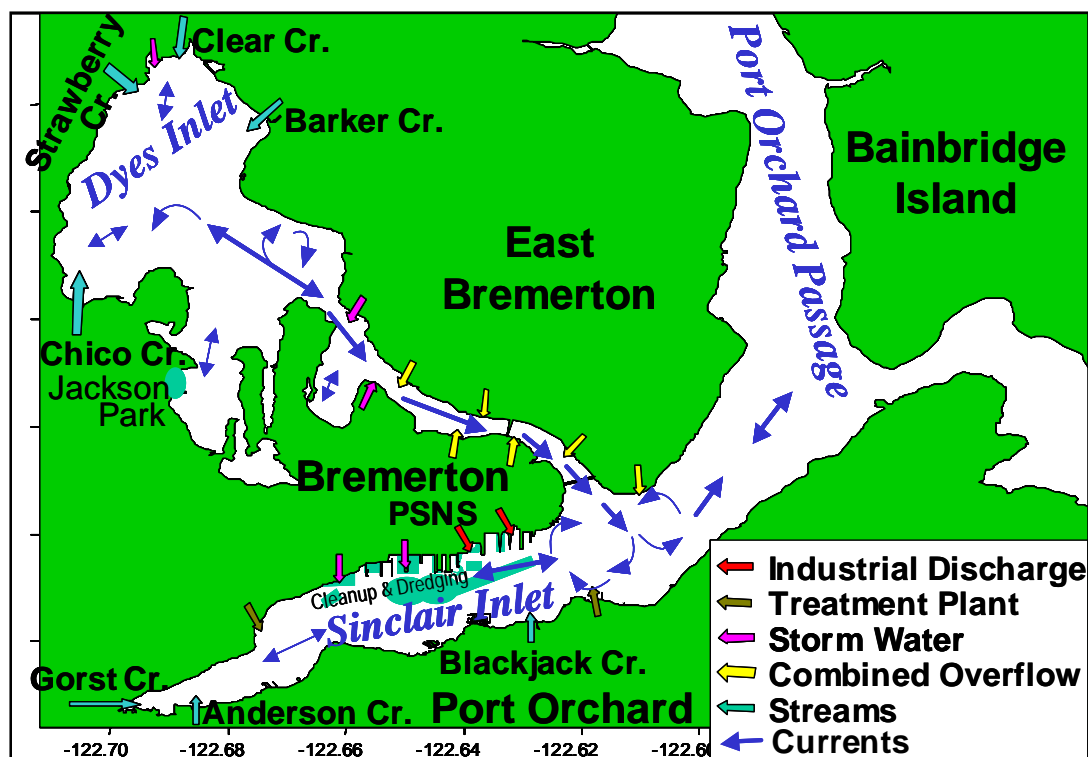 Clear Cr.
Strawberry
Cr.
Barker Cr.
Dyes Inlet
Port Orchard Passage
Bainbridge
Island
East
Bremerton
Chico Cr.
Jackson
Park
Bremerton
PSNS
Cleanup & Dredging
Sinclair Inlet
Gorst Cr.
Anderson Cr.
Blackjack Cr.
Port Orchard
Industrial Discharge
Treatment Plant
Storm Water
Combined Overflow
Streams
Currents
-122.70 -122.68 -122.66 -122.64 -122.62